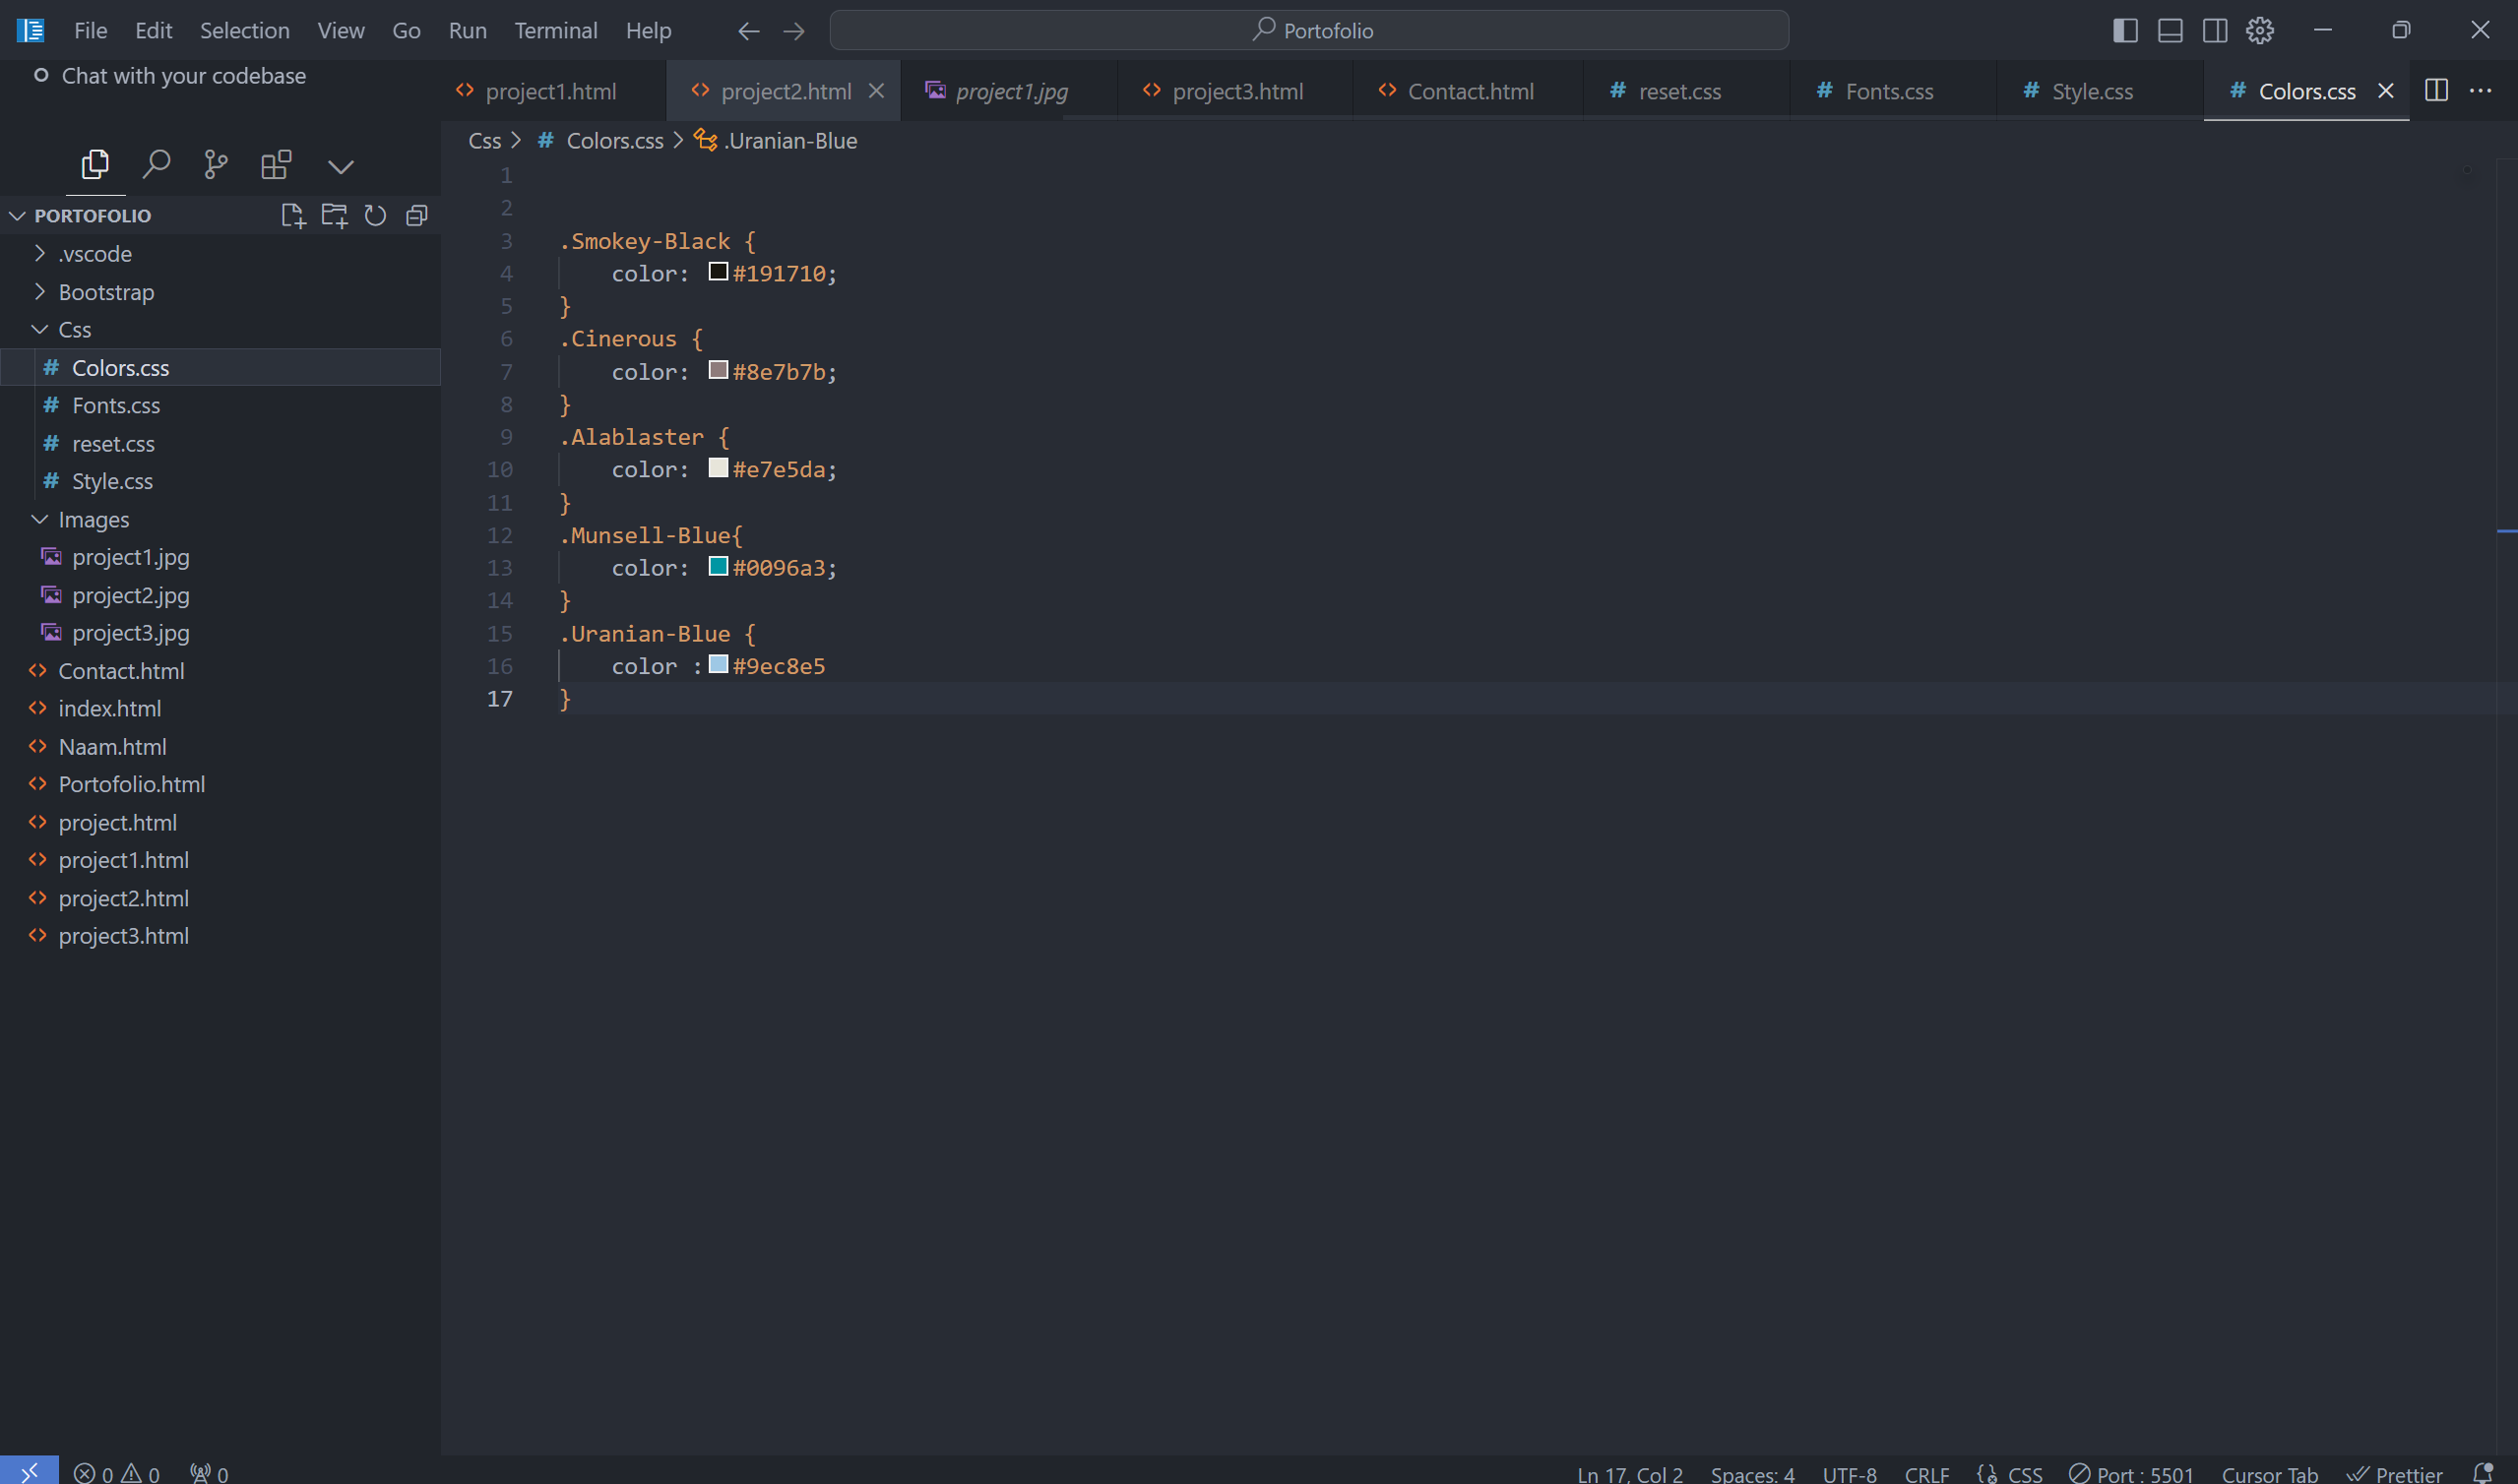 File Edit Selection View Go Run Terminal Help
Portofolio
Chat with your codebase
project1.html project2.html project1.jpg project3.html Contact.html # reset.css # Fonts.css # Style.css # Colors.css
Css > # Colors.css > .Uranian-Blue
PORTOFOLIO
.vscode
Bootstrap
Css
# Colors.css
# Fonts.css
# reset.css
# Style.css
Images
project1.jpg
project2.jpg
project3.jpg
Contact.html
index.html
Naam.html
Portofolio.html
project.html
project1.html
project2.html
project3.html
1
2
3 .Smokey-Black {
4 color: #191710;
5 }
6 .Cinerous {
7 color: #8e7b7b;
8 }
9 .Alablaster {
10 color: #e7e5da;
11 }
12 .Munsell-Blue{
13 color: #0096a3;
14 }
15 .Uranian-Blue {
16 color :#9ec8e5
17 }
0 0 0 Ln 17, Col 2 Spaces: 4 UTF-8 CRLF CSS Port : 5501 Cursor Tab Prettier